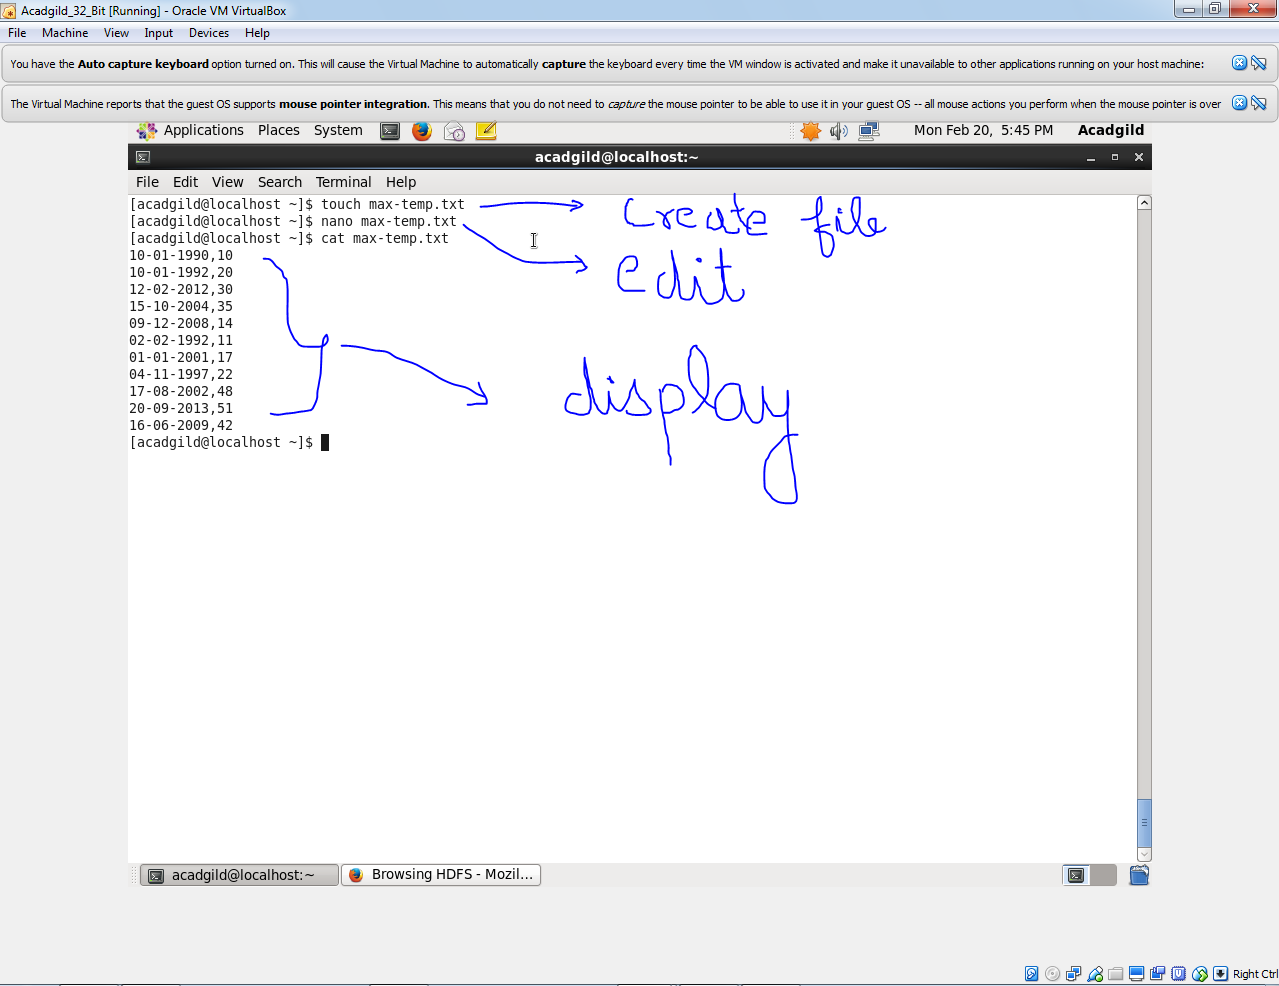 Acadgild_32_Bit [Running] - Oracle VM VirtualBox
File Machine View Input Devices Help
You have the Auto capture keyboard option turned on. This will cause the Virtual Machine to automatically capture the keyboard every time the VM window is activated and make it unavailable to other applications running on your host machine:
The Virtual Machine reports that the guest OS supports mouse pointer integration. This means that you do not need to capture the mouse pointer to be able to use it in your guest OS -- all mouse actions you perform when the mouse pointer is over
Applications Places System Mon Feb 20, 5:45 PM Acadgild
acadgild@localhost:~
File Edit View Search Terminal Help
[acadgild@localhost ~]$ touch max-temp.txt
Create file
[acadgild@localhost ~]$ nano max-temp.txt
edit
[acadgild@localhost ~]$ cat max-temp.txt
10-01-1990,10
10-01-1992,20
12-02-2012,30
15-10-2004,35
09-12-2008,14
02-02-1992,11
01-01-2001,17
04-11-1997,22
17-08-2002,48
20-09-2013,51
16-06-2009,42
display
[acadgild@localhost ~]$
acadgild@localhost:~ Browsing HDFS - Mozil...
Right Ctrl